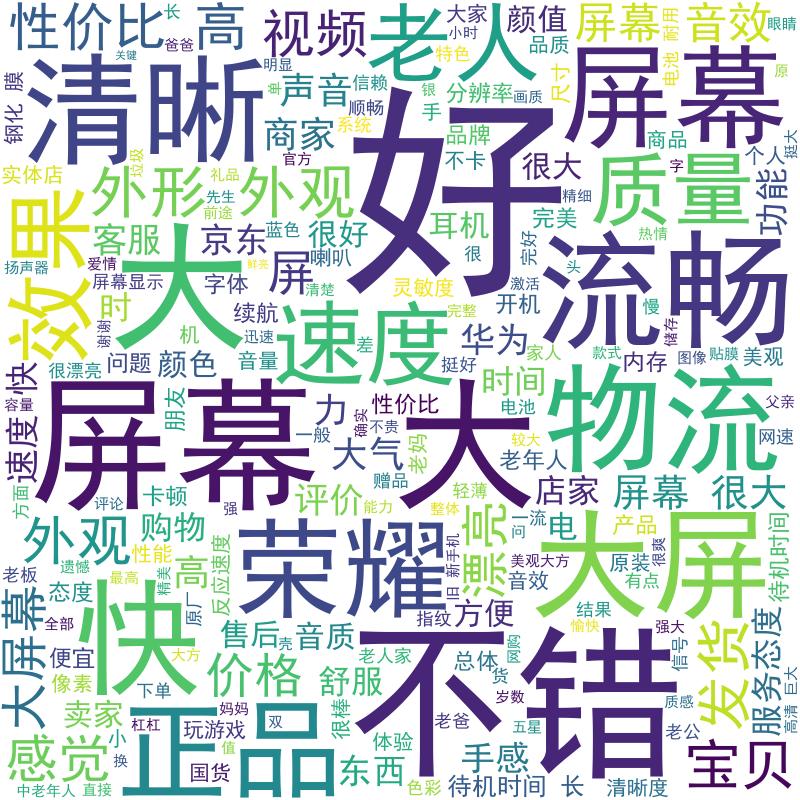 性价比
长
高
爸爸
关键
视频
老人
大家
小时
颜值
品质
屏幕
音效
眼睛
钢化
膜
清晰
明显
单
声音
信赖
顺畅
商家
系统
官方
特色
银
手
分辨率
画质
品牌
不卡
尺寸
电池
耐用
原
屏幕
商品
个人
挺大
好
实体店
垃圾
礼品
外形
外观
先生
前途
很大
精细
质量
字
功能
效果
客服
京东
蓝色
很好
喇叭
耳机
完美
完好
热情
扬声器
爱情
大
屏
屏幕显示
字体
鲜亮
清楚
灵敏度
很
激活
头
流畅
开机
慢
储存
时
谢谢
机
续航
迅速
速度
差
完整
华为
家人
款式
图像
贴膜
美观
很漂亮
问题
颜色
音量
挺好
时间
内存
快
容量
速度
屏幕
朋友
力
一般
确实
不贵
性价比
大
电池
物流
父亲
网速
大气
老妈
较大
老年人
方面
评论
卡顿
强
评价
赠品
能力
轻薄
整体
店家
屏幕
很大
外观
购物
荣耀
漂亮
一流
问
电
产品
很爽
大屏
待机时间
老板
遗憾
性能
态度
最高
精美
高
原厂
反应速度
旧
新手机
美观大方
音效
原装
有点
结果
大屏幕
全部
快
大方
便宜
售后
壳
音质
指纹
方便
不错
网购
愉快
强大
信号
发货
服务态度
像素
下单
价格
舒服
老人家
总体
货
岁数
质感
巨大
高清
卖家
杠杠
妈妈
玩游戏
双
很棒
老爸
五星
老公
感觉
小
换
正品
值
国货
体验
东西
手感
宝贝
中老年人
直接
色彩
待机时间
长
清晰度